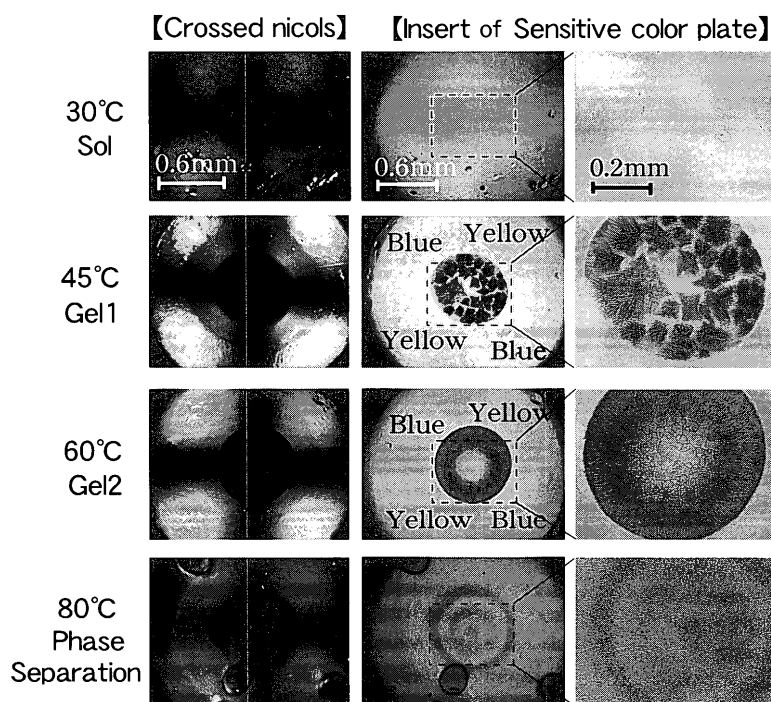 【Crossed nicols】 【Insert of Sensitive color plate】
30℃
Sol
0.6mm 0.6mm 0.2mm
45℃
Gel1
Blue Yellow
Yellow Blue
60℃
Gel2
Blue Yellow
Yellow Blue
80℃
Phase
Separation